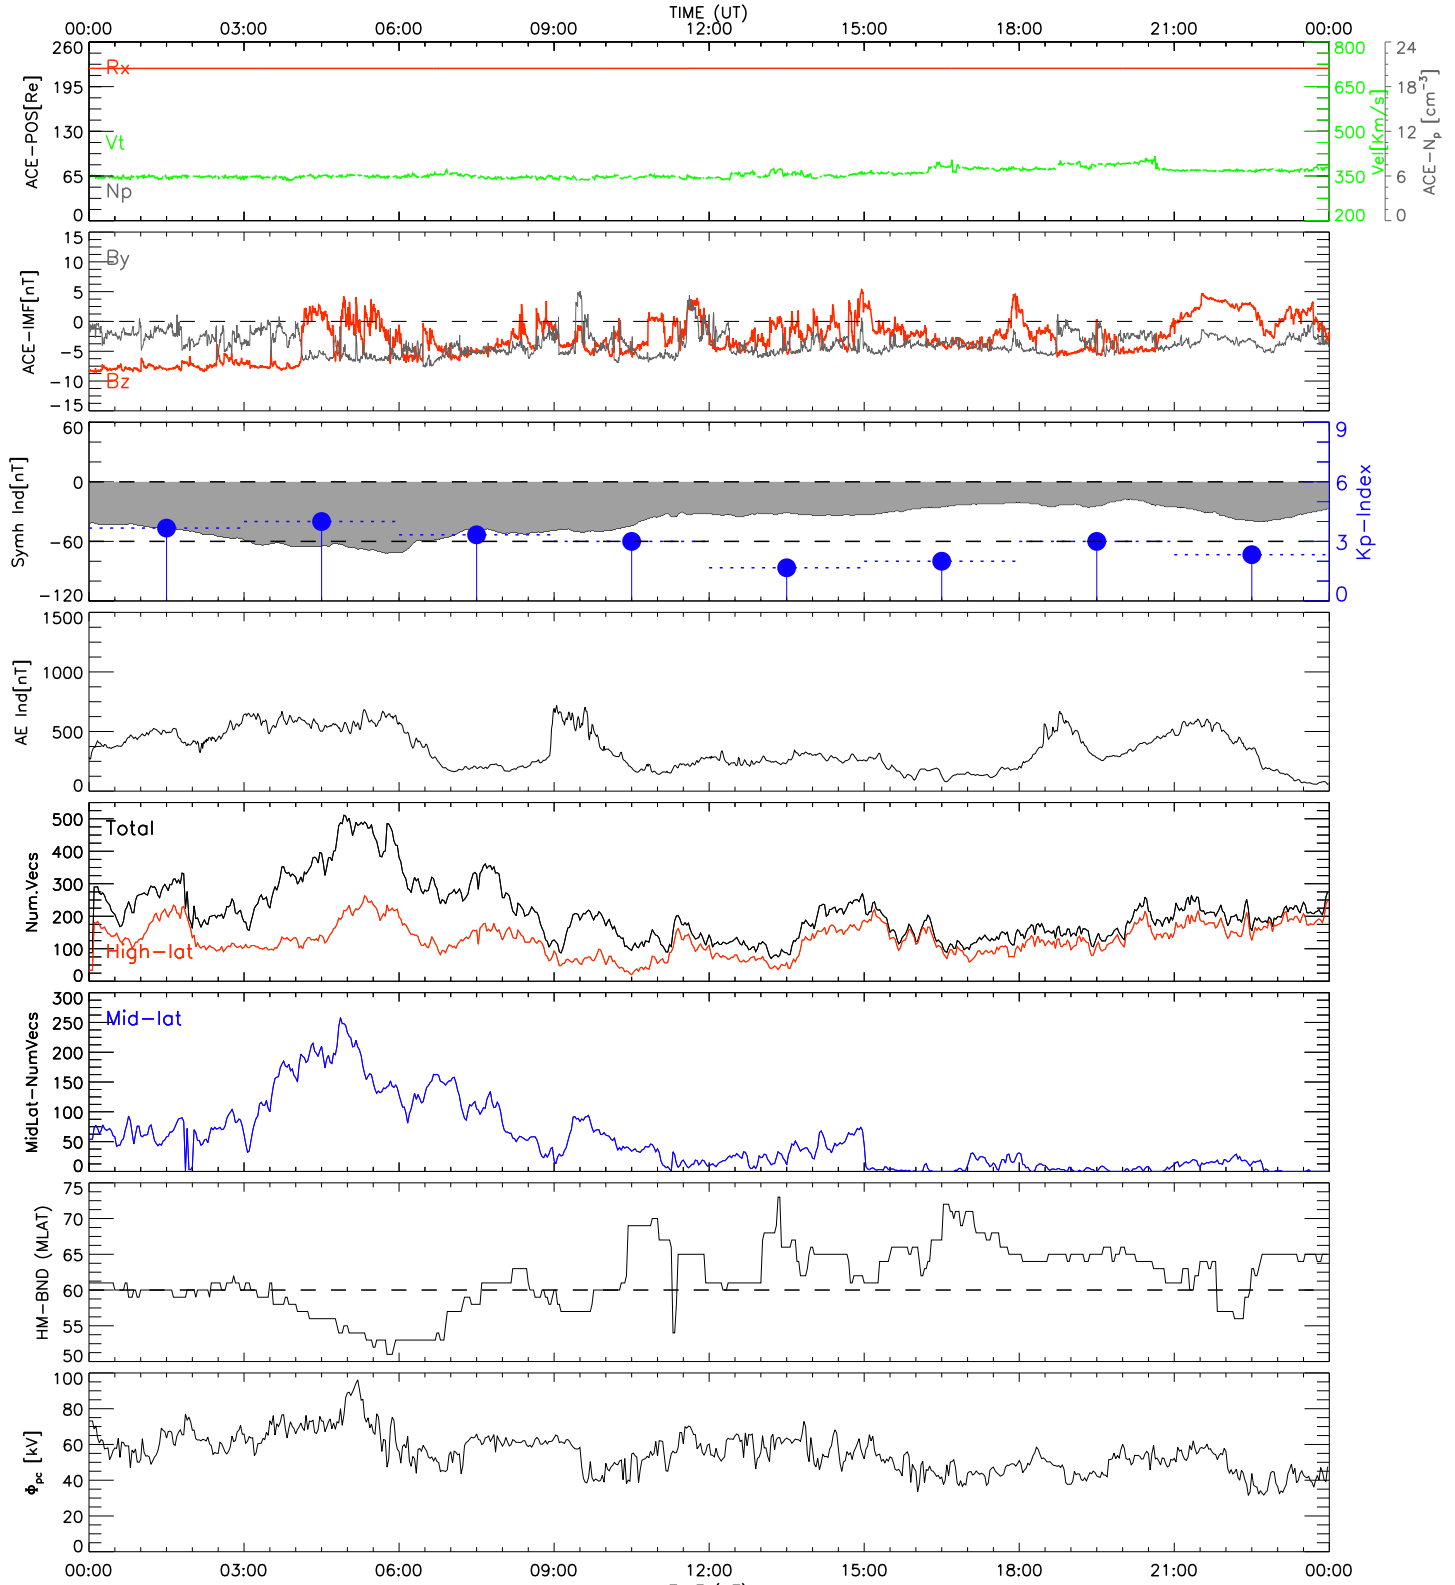 TIME (UT)
00:00 03:00 06:00 09:00 12:00 15:00 18:00 21:00 00:00
ACE-POS[Re]
260
195
130
65
0
Rx
Vt
Np
800
650
500
350
200
Vel[Km/s]
24
18
12
6
0
ACE-Np [cm⁻³]
ACE-IMF[nT]
15
10
5
0
-5
-10
-15
By
Bz
Symh Ind[nT]
60
0
-60
-120
9
6
3
0
Kp-Index
AE Ind[nT]
1500
1000
500
0
Num.Vecs
500
400
300
200
100
0
Total
High-lat
MidLat-NumVecs
300
250
200
150
100
50
0
Mid-lat
HM-BND (MLAT)
75
70
65
60
55
50
Φpc [kV]
100
80
60
40
20
0
00:00 03:00 06:00 09:00 12:00 15:00 18:00 21:00 00:00